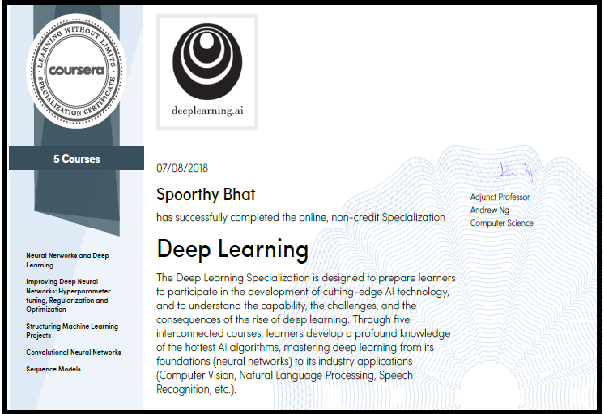 LEARNING WITHOUT LIMITS
coursera
SPECIALIZATION CERTIFICATE
5 Courses
Neural Networks and Deep
Learning
Improving Deep Neural
Networks: Hyperparameter
tuning, Regularization and
Optimization
Structuring Machine Learning
Projects
Convolutional Neural Networks
Sequence Models
deeplearning.ai
07/08/2018
Spoorthy Bhat
has successfully completed the online, non-credit Specialization
Deep Learning
The Deep Learning Specialization is designed to prepare learners
to participate in the development of cutting-edge AI technology,
and to understand the capability, the challenges, and the
consequences of the rise of deep learning. Through five
interconnected courses, learners develop a profound knowledge
of the hottest AI algorithms, mastering deep learning from its
foundations (neural networks) to its industry applications
(Computer Vision, Natural Language Processing, Speech
Recognition, etc.).
Adjunct Professor
Andrew Ng
Computer Science